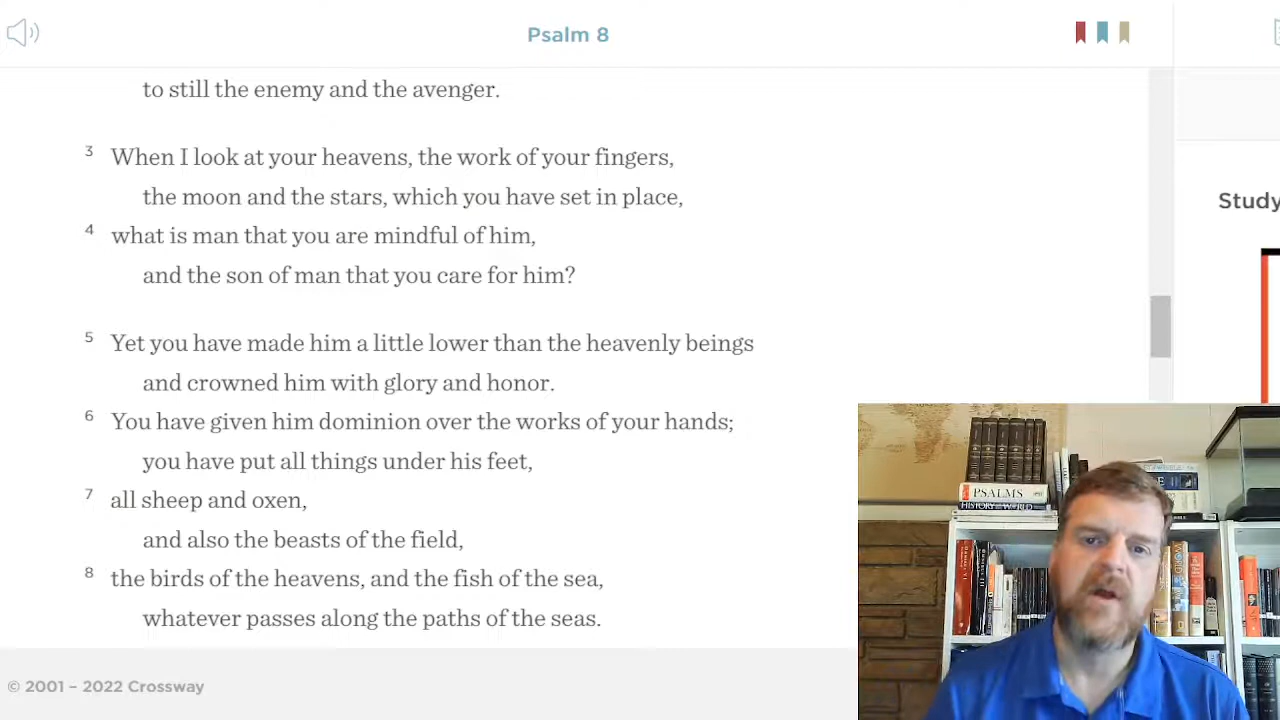 Psalm 8
to still the enemy and the avenger.
3 When I look at your heavens, the work of your fingers,
the moon and the stars, which you have set in place,
4 what is man that you are mindful of him,
and the son of man that you care for him?
5 Yet you have made him a little lower than the heavenly beings
and crowned him with glory and honor.
6 You have given him dominion over the works of your hands;
you have put all things under his feet,
7 all sheep and oxen,
and also the beasts of the field,
8 the birds of the heavens, and the fish of the sea,
whatever passes along the paths of the seas.
© 2001 – 2022 Crossway
Study
PSALMS
HISTORY OF THE WORLD